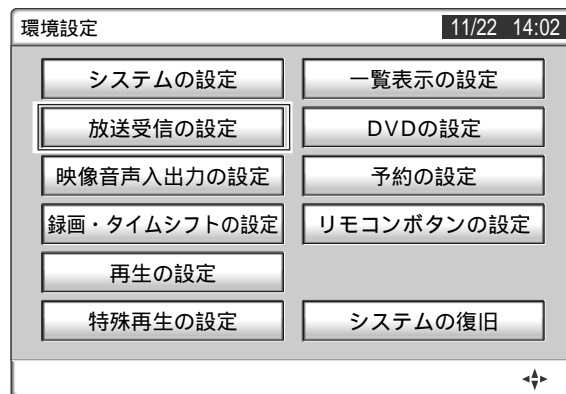 環境設定 11/22 14:02
システムの設定 一覧表示の設定
放送受信の設定 DVDの設定
映像音声入出力の設定 予約の設定
録画・タイムシフトの設定 リモコンボタンの設定
再生の設定
特殊再生の設定 システムの復旧